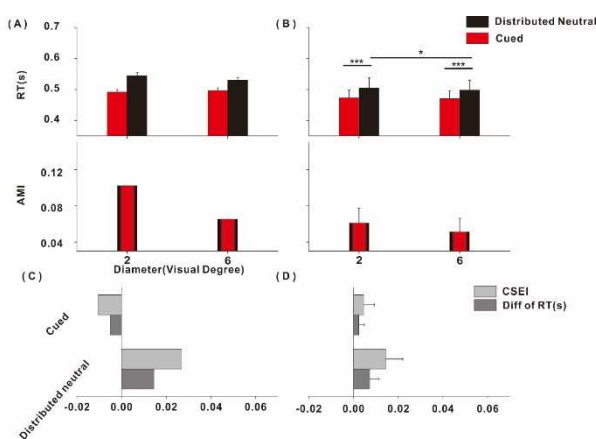 (A)
(B)
Distributed Neutral
Cued
RT(s)
0.7
0.6
0.5
0.4
***
*
***
AMI
0.12
0.08
0.04
2
6
2
6
Diameter(Visual Degree)
(C)
(D)
CSEI
Diff of RT(s)
Cued
Distributed neutral
-0.02
0.00
0.02
0.04
0.06
-0.02
0.00
0.02
0.04
0.06